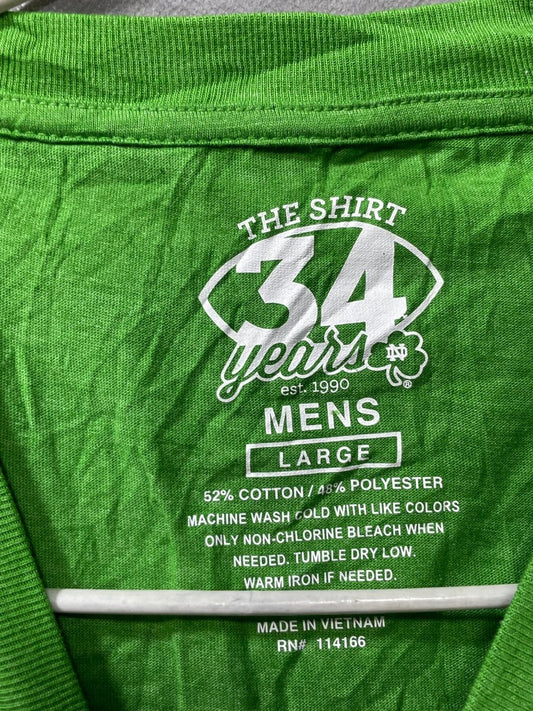 THE SHIRT
34
years
ND
est. 1990 ®
MENS
LARGE
52% COTTON / 48% POLYESTER
MACHINE WASH COLD WITH LIKE COLORS
ONLY NON-CHLORINE BLEACH WHEN
NEEDED. TUMBLE DRY LOW.
WARM IRON IF NEEDED.
MADE IN VIETNAM
RN# 114166